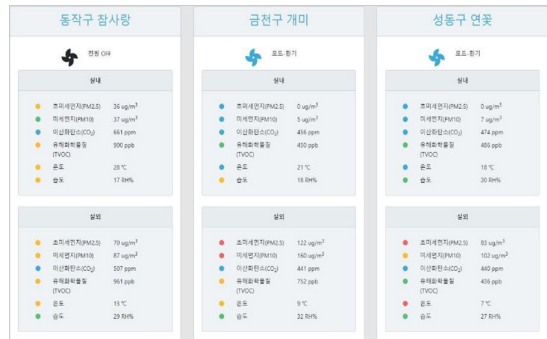 동작구 참사랑
전원 OFF
실내
초미세먼지(PM2.5) 36 ug/m³
미세먼지(PM10) 37 ug/m³
이산화탄소(CO₂) 661 ppm
유해화학물질 900 ppb
(TVOC)
온도 28 ℃
습도 17 RH%
실외
초미세먼지(PM2.5) 70 ug/m³
미세먼지(PM10) 87 ug/m³
이산화탄소(CO₂) 507 ppm
유해화학물질 961 ppb
(TVOC)
온도 13 ℃
습도 29 RH%
금천구 개미
모드-환기
실내
초미세먼지(PM2.5) 0 ug/m³
미세먼지(PM10) 5 ug/m³
이산화탄소(CO₂) 456 ppm
유해화학물질 450 ppb
(TVOC)
온도 21 ℃
습도 18 RH%
실외
초미세먼지(PM2.5) 122 ug/m³
미세먼지(PM10) 160 ug/m³
이산화탄소(CO₂) 441 ppm
유해화학물질 752 ppb
(TVOC)
온도 9 ℃
습도 32 RH%
성동구 연꽃
모드-환기
실내
초미세먼지(PM2.5) 0 ug/m³
미세먼지(PM10) 7 ug/m³
이산화탄소(CO₂) 474 ppm
유해화학물질 486 ppb
(TVOC)
온도 18 ℃
습도 30 RH%
실외
초미세먼지(PM2.5) 83 ug/m³
미세먼지(PM10) 102 ug/m³
이산화탄소(CO₂) 440 ppm
유해화학물질 406 ppb
(TVOC)
온도 7 ℃
습도 27 RH%